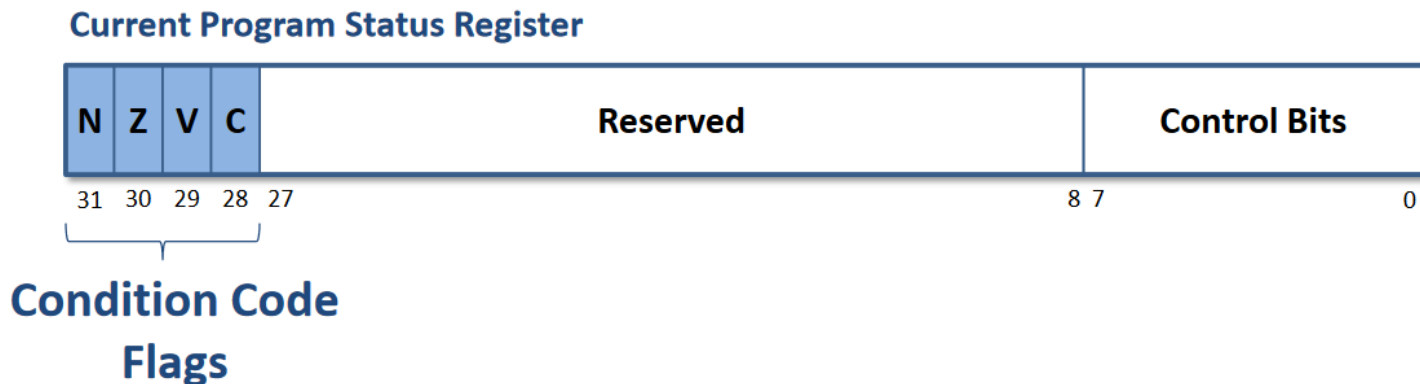 Current Program Status Register
N Z V C Reserved Control Bits
31 30 29 28 27 8 7 0
Condition Code
Flags